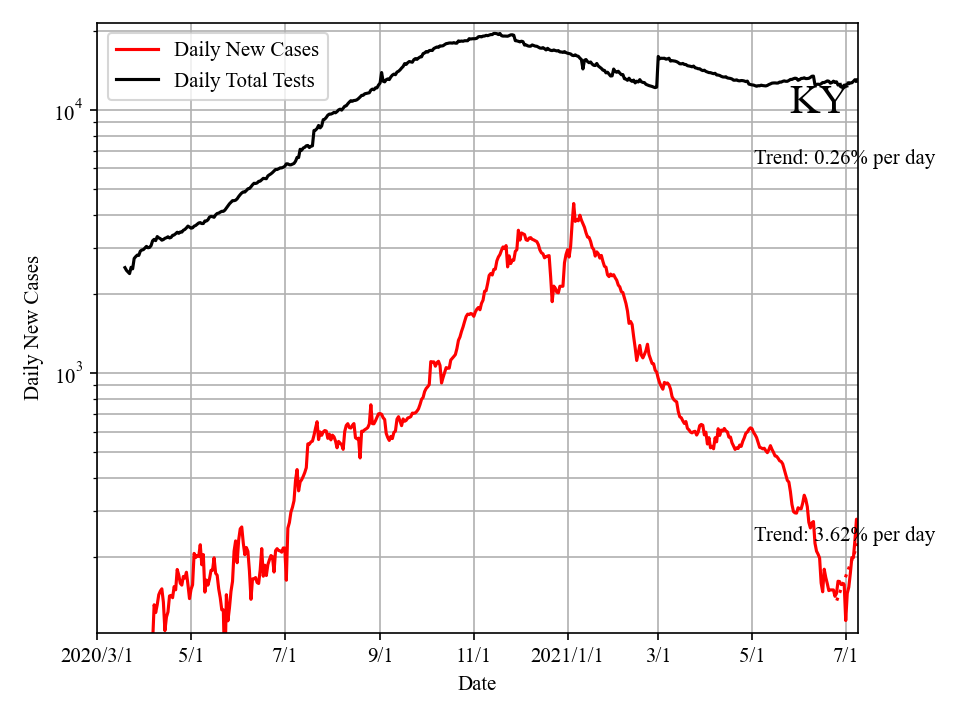 Daily New Cases
Daily Total Tests
KY
Trend: 0.26% per day
Trend: 3.62% per day
10^4
10^3
Daily New Cases
2020/3/1 5/1 7/1 9/1 11/1 2021/1/1 3/1 5/1 7/1
Date